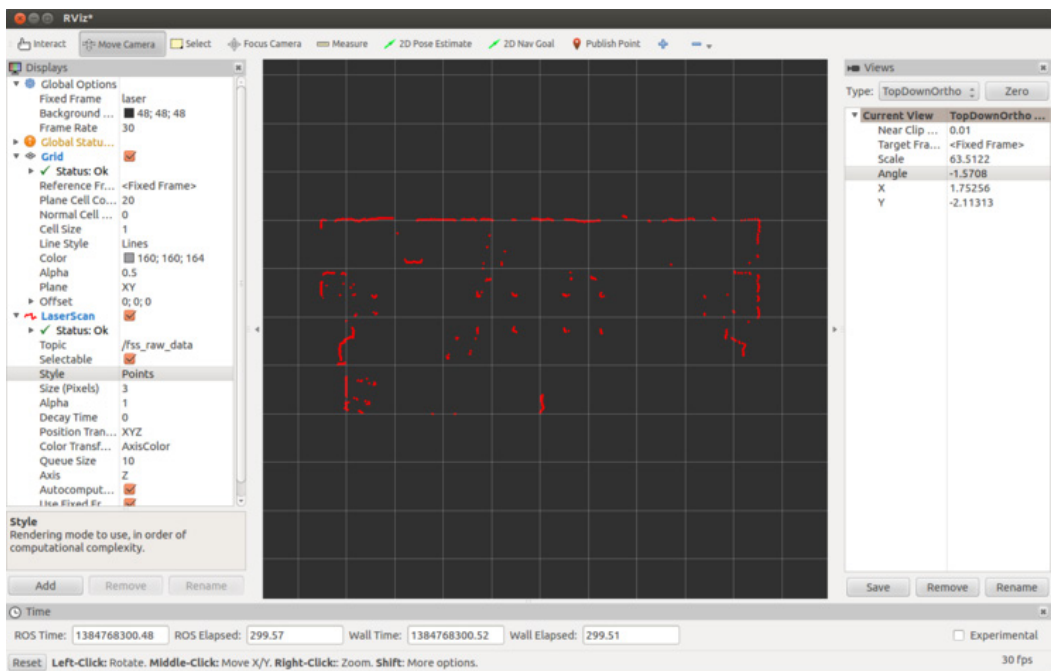 RViz*
Interact Move Camera Select Focus Camera Measure 2D Pose Estimate 2D Nav Goal Publish Point
Displays
Global Options
Fixed Frame laser
Background ... 48; 48; 48
Frame Rate 30
Global Statu...
Grid
Status: Ok
Reference Fr... <Fixed Frame>
Plane Cell Co... 20
Normal Cell ... 0
Cell Size 1
Line Style Lines
Color 160; 160; 164
Alpha 0.5
Plane XY
Offset 0; 0; 0
LaserScan
Status: Ok
Topic /fss_raw_data
Selectable
Style Points
Size (Pixels) 3
Alpha 1
Decay Time 0
Position Tran... XYZ
Color Transf... AxisColor
Queue Size 10
Axis Z
Autocomput...
Use Fixed Fr...
Style
Rendering mode to use, in order of
computational complexity.
Add Remove Rename
Views
Type: TopDownOrtho Zero
Current View TopDownOrtho ...
Near Clip ... 0.01
Target Fra... <Fixed Frame>
Scale 63.5122
Angle -1.5708
X 1.75256
Y -2.11313
Save Remove Rename
Time
ROS Time: 1384768300.48 ROS Elapsed: 299.57 Wall Time: 1384768300.52 Wall Elapsed: 299.51 Experimental
Reset Left-Click: Rotate. Middle-Click: Move X/Y. Right-Click: Zoom. Shift: More options. 30 fps